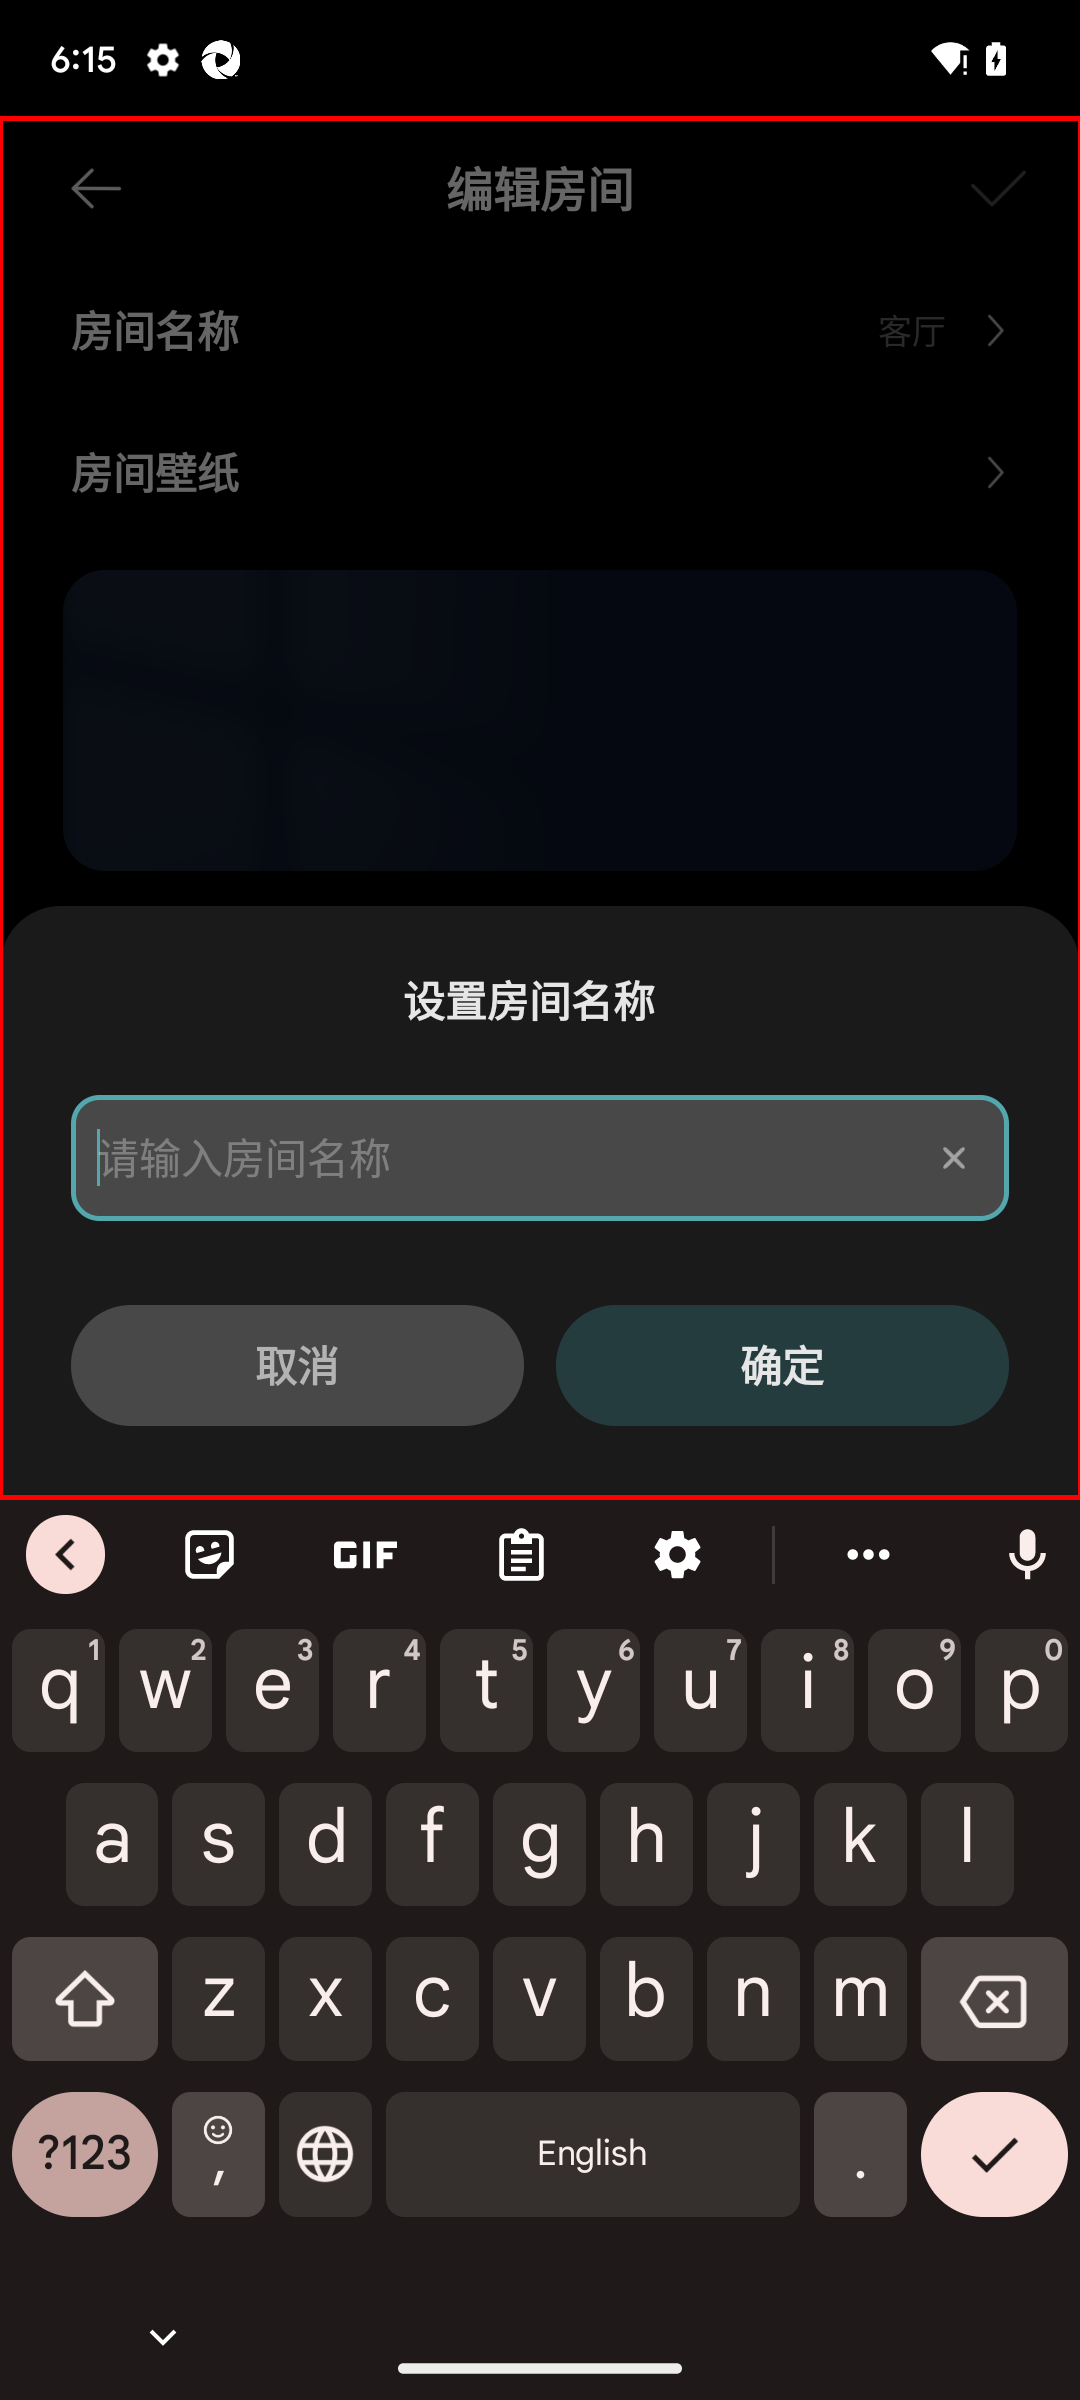 6:15
编辑房间
房间名称 客厅
房间壁纸
设置房间名称
请输入房间名称
取消 确定
GIF
1 2 3 4 5 6 7 8 9 0
q w e r t y u i o p
a s d f g h j k l
z x c v b n m
?123 , English .